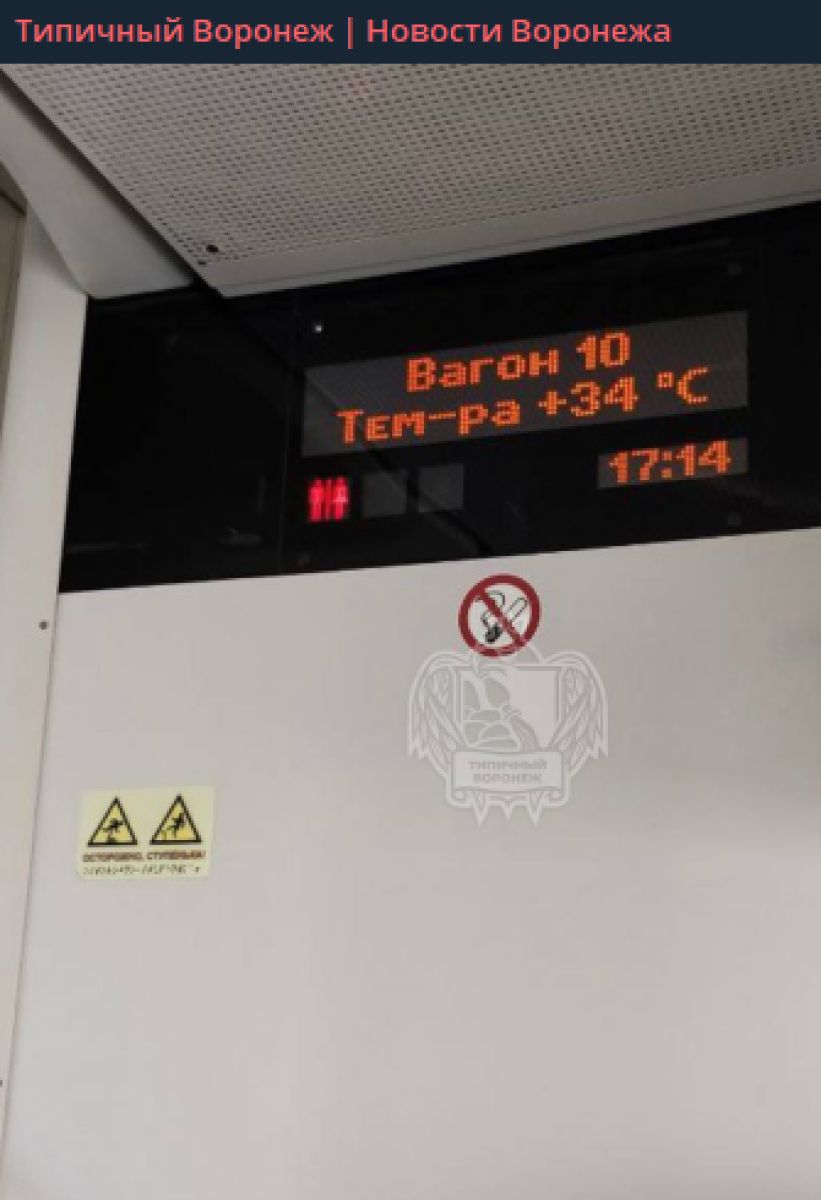 Типичный Воронеж | Новости Воронежа
Вагон 10
Тем-ра +34 °C
17:14
ТИПИЧНЫЙ
ВОРОНЕЖ
ОСТОРОЖНО, СТУПЕНЬКИ!